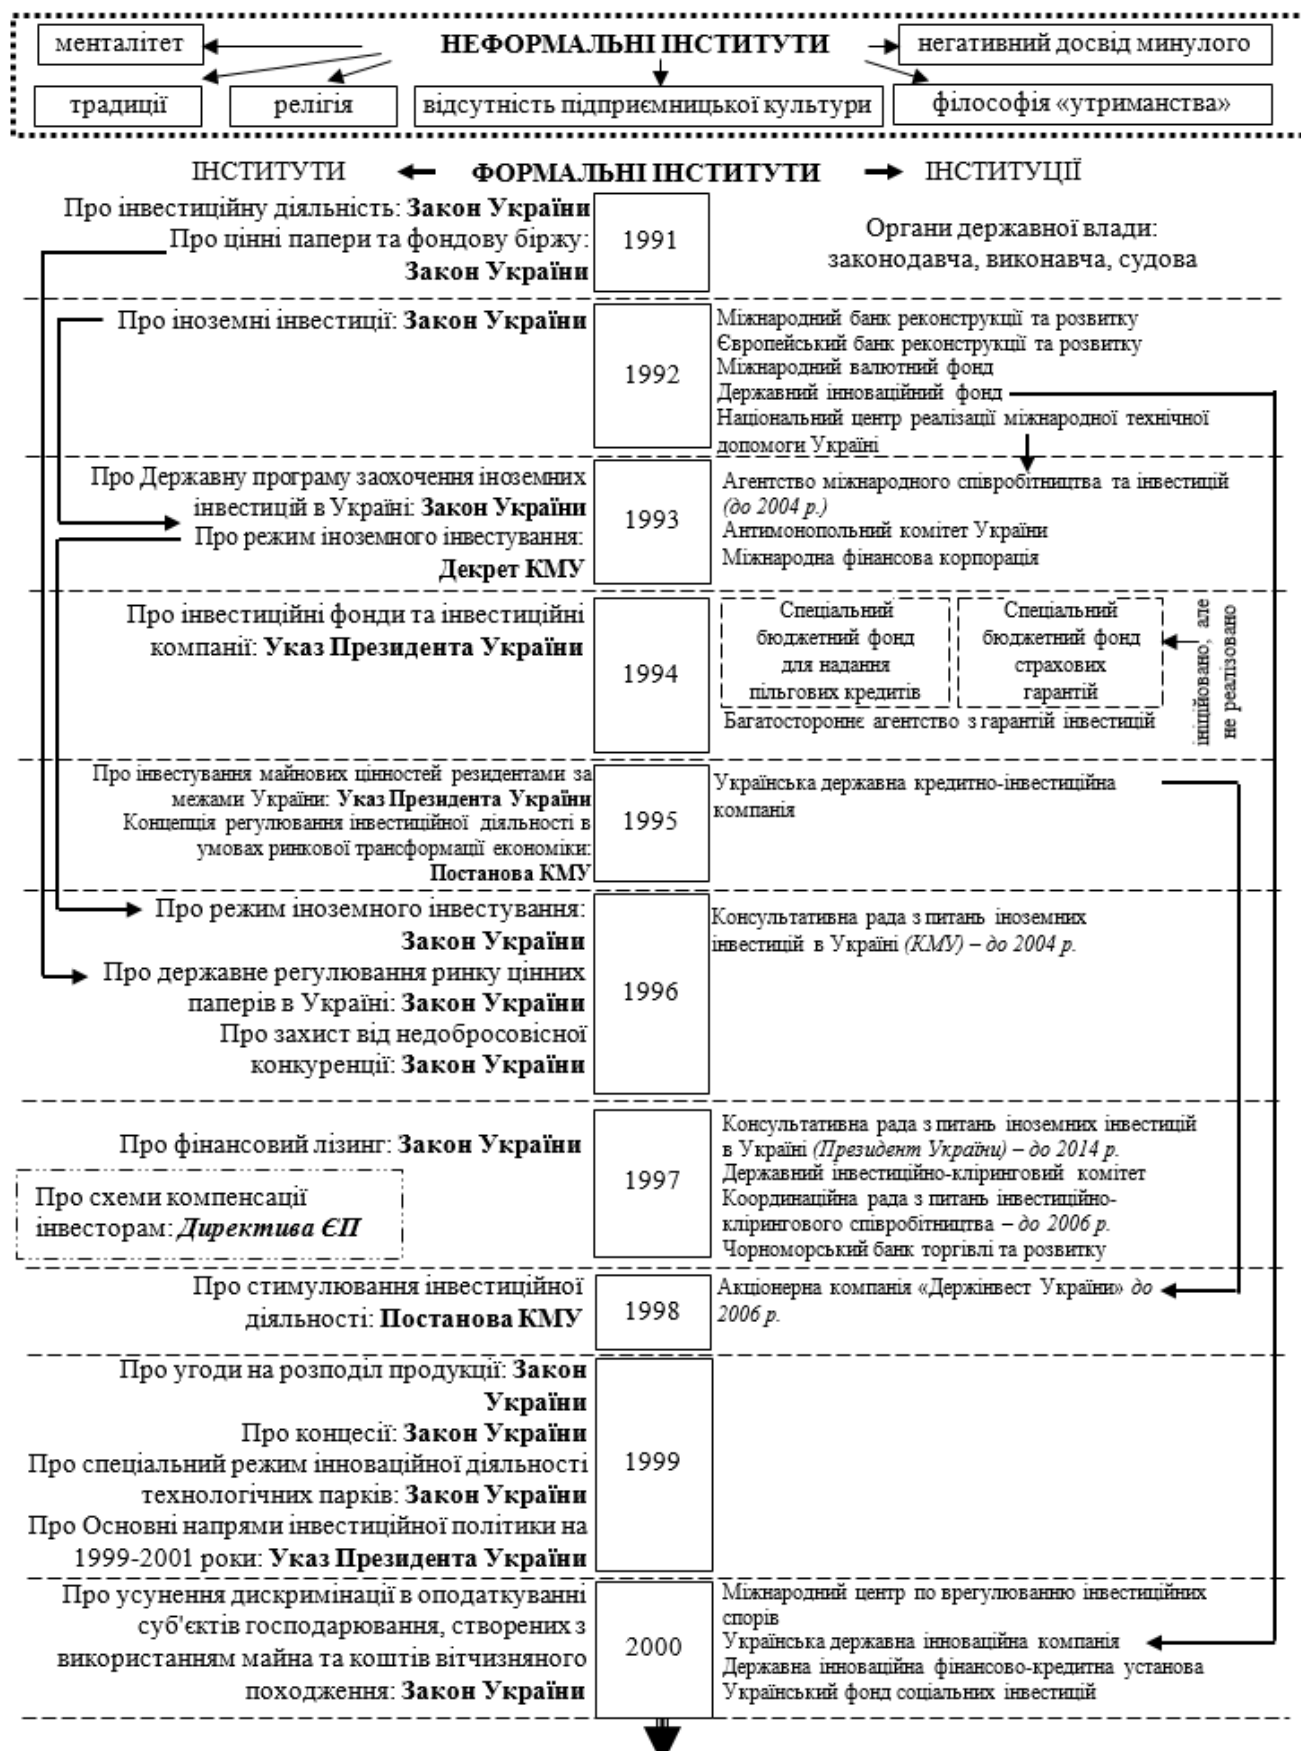 менталітет
НЕФОРМАЛЬНІ ІНСТИТУТИ
негативний досвід минулого
традиції
релігія
відсутність підприємницької культури
філософія «утриманства»
ІНСТИТУТИ
ФОРМАЛЬНІ ІНСТИТУТИ
ІНСТИТУЦІЇ
Про інвестиційну діяльність: Закон України
Про цінні папери та фондову біржу:
Закон України
1991
Органи державної влади:
законодавча, виконавча, судова
Про іноземні інвестиції: Закон України
1992
Міжнародний банк реконструкції та розвитку
Європейський банк реконструкції та розвитку
Міжнародний валютний фонд
Державний інноваційний фонд
Національний центр реалізації міжнародної технічної
допомоги Україні
Про Державну програму заохочення іноземних
інвестицій в Україні: Закон України
Про режим іноземного інвестування:
Декрет КМУ
1993
Агентство міжнародного співробітництва та інвестицій
(до 2004 р.)
Антимонопольний комітет України
Міжнародна фінансова корпорація
Про інвестиційні фонди та інвестиційні
компанії: Указ Президента України
1994
Спеціальний
бюджетний фонд
для надання
пільгових кредитів
Спеціальний
бюджетний фонд
страхових
гарантій
ініційовано, але
не реалізовано
Багатостороннє агентство з гарантій інвестицій
Про інвестування майнових цінностей резидентами за
межами України: Указ Президента України
Концепція регулювання інвестиційної діяльності в
умовах ринкової трансформації економіки:
Постанова КМУ
1995
Українська державна кредитно-інвестиційна
компанія
Про режим іноземного інвестування:
Закон України
Про державне регулювання ринку цінних
паперів в Україні: Закон України
Про захист від недобросовісної
конкуренції: Закон України
1996
Консультативна рада з питань іноземних
інвестицій в Україні (КМУ) – до 2004 р.
Про фінансовий лізинг: Закон України
Про схеми компенсації
інвесторам: Директива ЄП
1997
Консультативна рада з питань іноземних інвестицій
в Україні (Президент України) – до 2014 р.
Державний інвестиційно-кліринговий комітет
Координаційна рада з питань інвестиційно-
клірингового співробітництва – до 2006 р.
Чорноморський банк торгівлі та розвитку
Про стимулювання інвестиційної
діяльності: Постанова КМУ
1998
Акціонерна компанія «Держінвест України» до
2006 р.
Про угоди на розподіл продукції: Закон
України
Про концесії: Закон України
Про спеціальний режим інноваційної діяльності
технологічних парків: Закон України
Про Основні напрями інвестиційної політики на
1999-2001 роки: Указ Президента України
1999
Про усунення дискримінації в оподаткуванні
суб'єктів господарювання, створених з
використанням майна та коштів вітчизняного
походження: Закон України
2000
Міжнародний центр по врегулюванню інвестиційних
спорів
Українська державна інноваційна компанія
Державна інноваційна фінансово-кредитна установа
Український фонд соціальних інвестицій